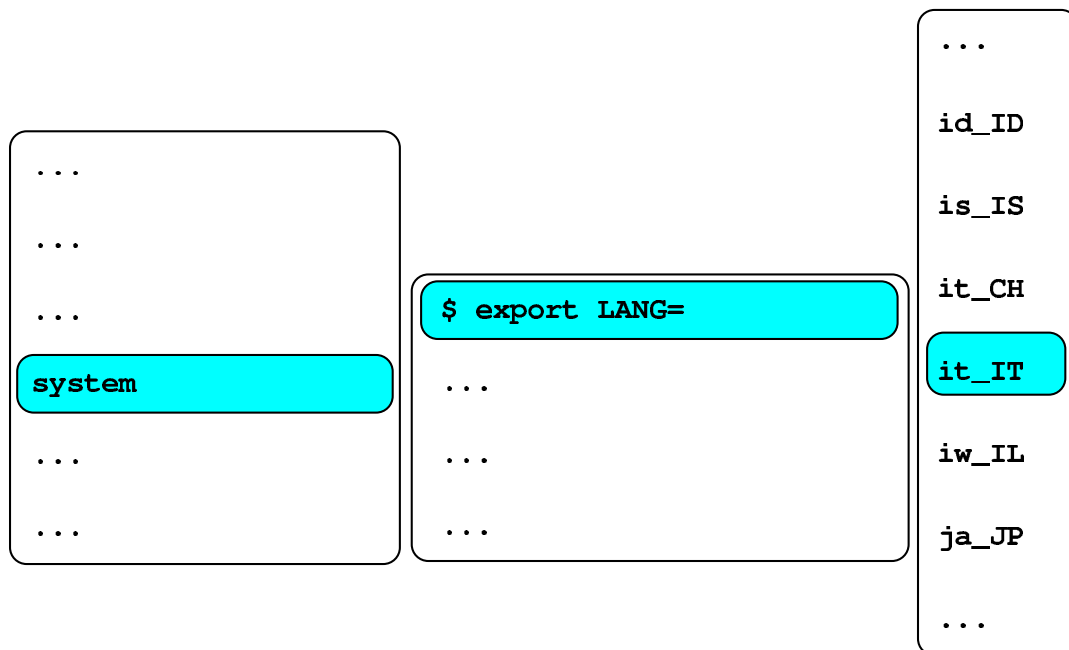 ...
...
...
system
...
...
$ export LANG=
...
...
...
...
id_ID
is_IS
it_CH
it_IT
iw_IL
ja_JP
...